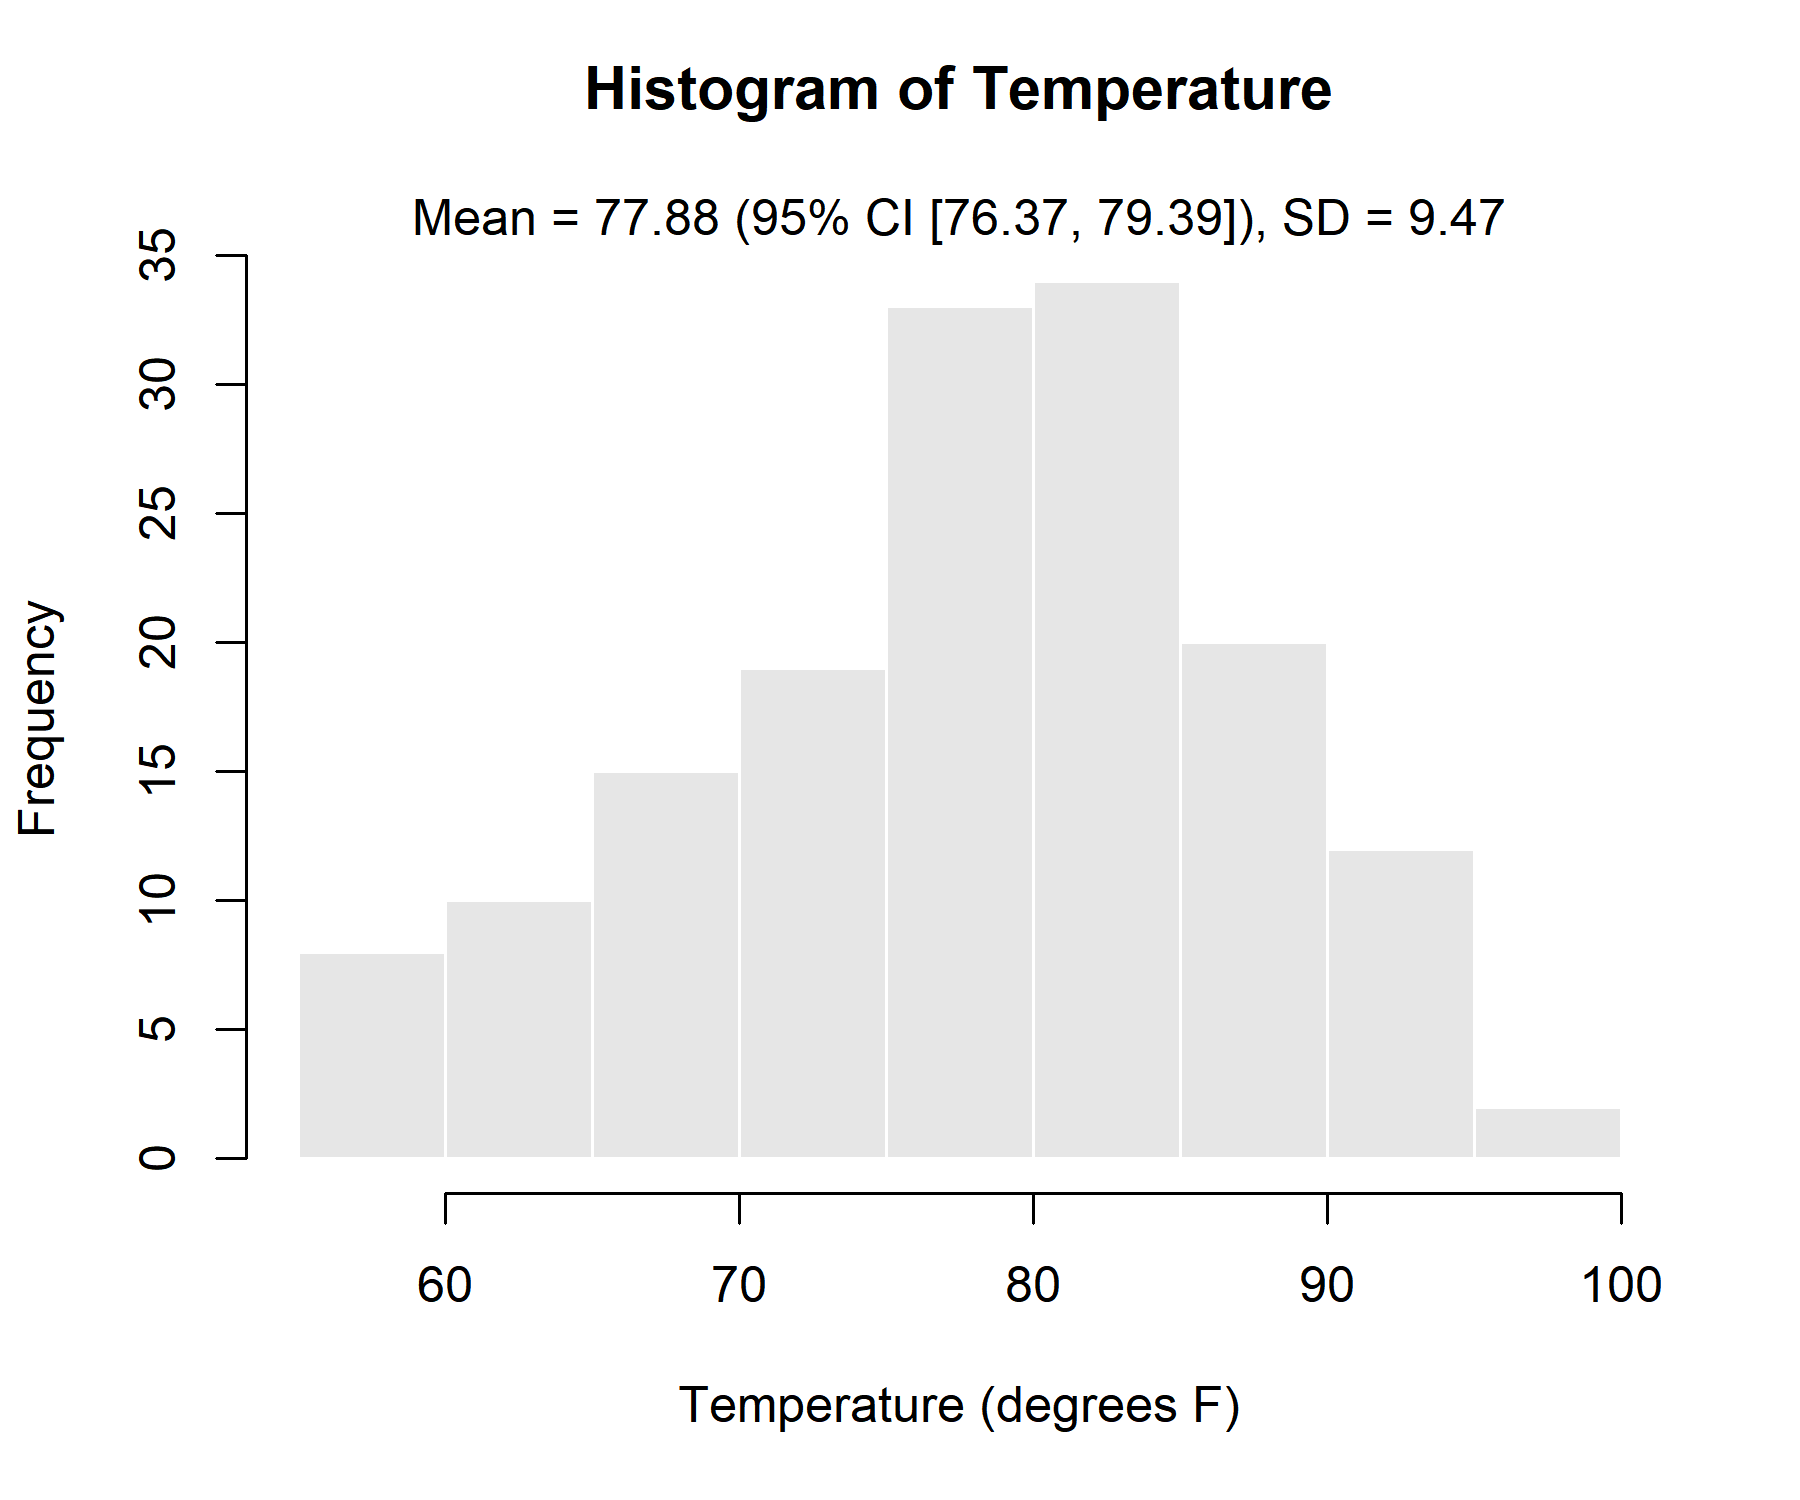 Histogram of Temperature
Mean = 77.88 (95% CI [76.37, 79.39]), SD = 9.47
Frequency
35
30
25
20
15
10
5
0
60 70 80 90 100
Temperature (degrees F)